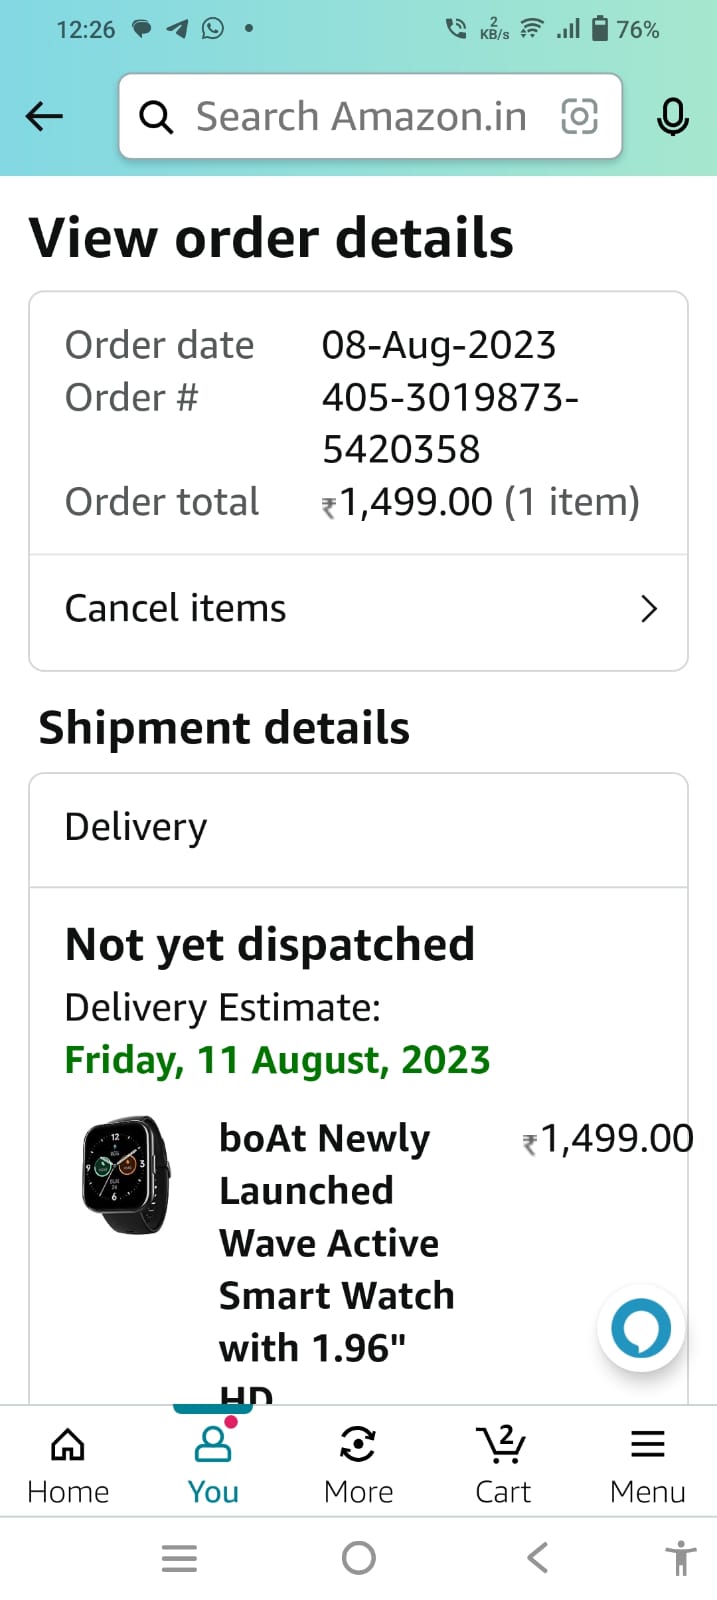 12:26
2
KB/s
76%
Search Amazon.in
View order details
Order date 08-Aug-2023
Order # 405-3019873-
5420358
Order total ₹1,499.00 (1 item)
Cancel items
Shipment details
Delivery
Not yet dispatched
Delivery Estimate:
Friday, 11 August, 2023
boAt Newly ₹1,499.00
Launched
Wave Active
Smart Watch
with 1.96"
HD
2
Home You More Cart Menu